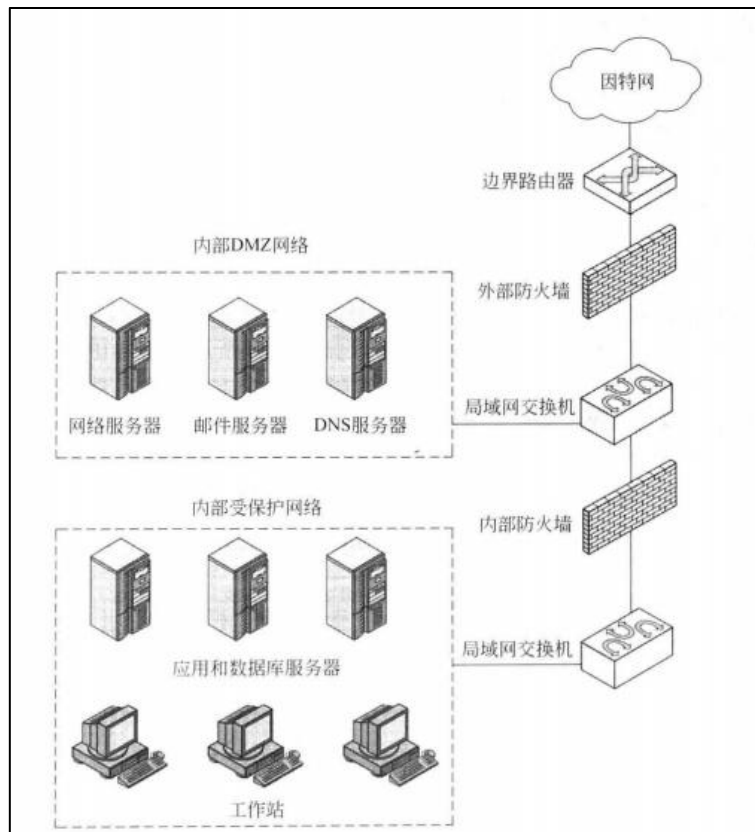 因特网
边界路由器
内部DMZ网络
外部防火墙
局域网交换机
网络服务器 邮件服务器 DNS服务器
内部受保护网络
内部防火墙
局域网交换机
应用和数据库服务器
工作站